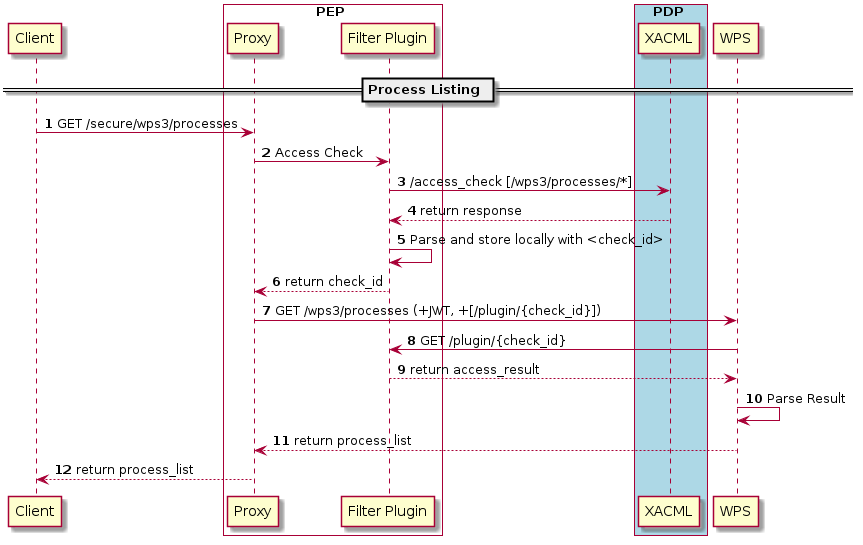 PEP
PDP
Client
Proxy
Filter Plugin
XACML
WPS
Process Listing
1 GET /secure/wps3/processes
2 Access Check
3 /access_check [/wps3/processes/*]
4 return response
5 Parse and store locally with <check_id>
6 return check_id
7 GET /wps3/processes (+JWT, +[/plugin/{check_id}])
8 GET /plugin/{check_id}
9 return access_result
10 Parse Result
11 return process_list
12 return process_list
Client
Proxy
Filter Plugin
XACML
WPS